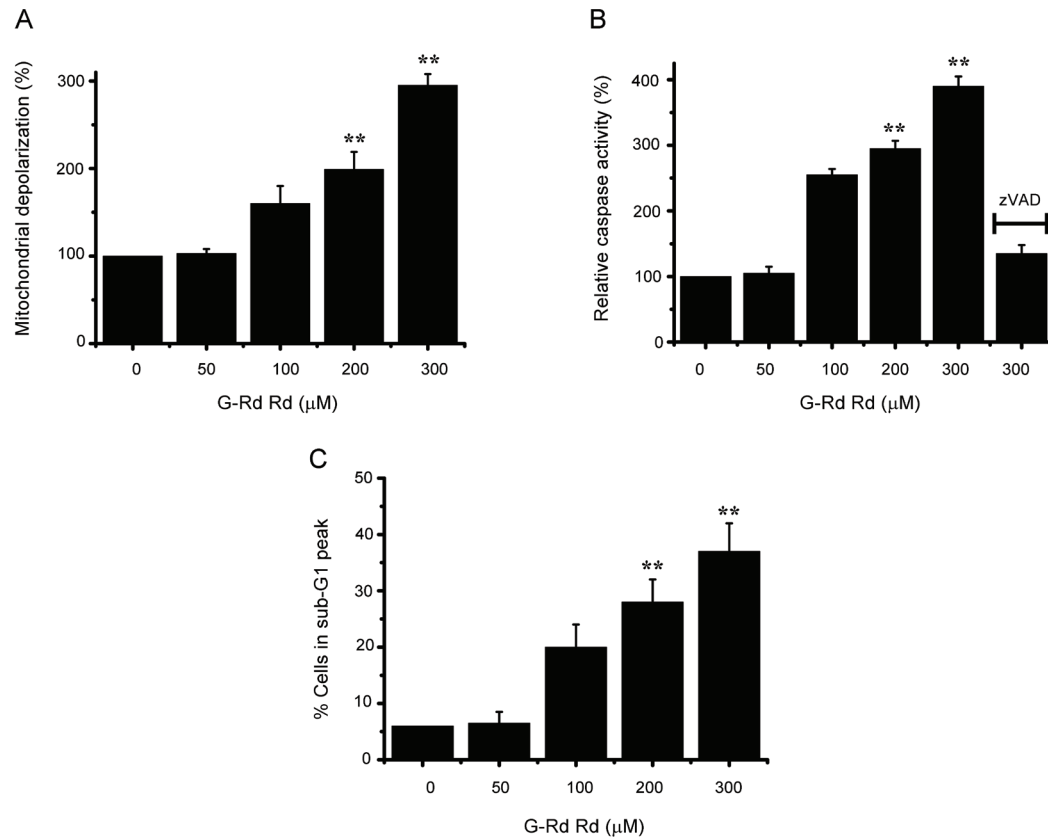 A
Mitochondrial depolarization (%)
300
200
100
0
**
**
0 50 100 200 300
G-Rd Rd (μM)
B
Relative caspase activity (%)
400
300
200
100
0
**
**
zVAD
0 50 100 200 300 300
G-Rd Rd (μM)
C
% Cells in sub-G1 peak
50
40
30
20
10
0
**
**
0 50 100 200 300
G-Rd Rd (μM)